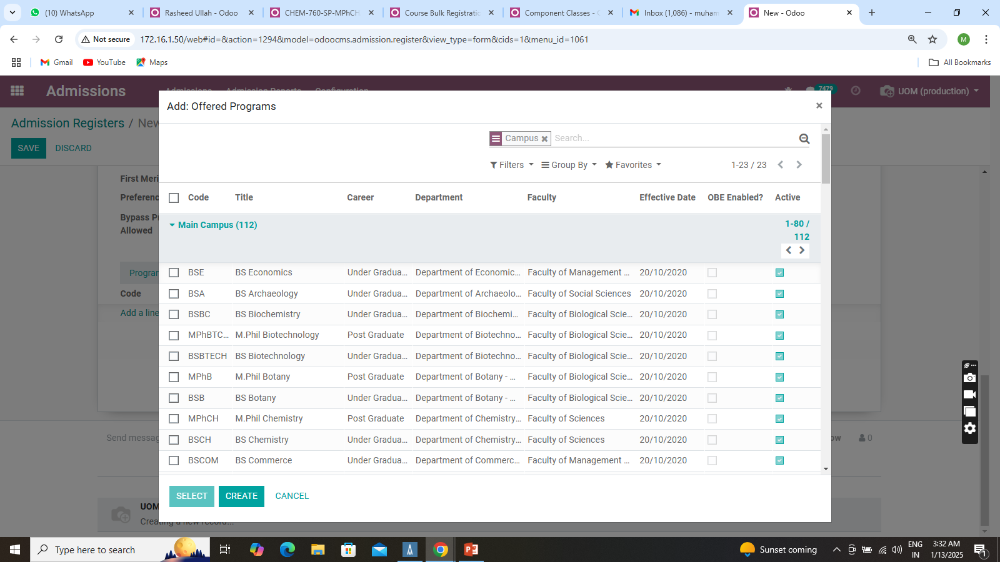 (10) WhatsApp
Rasheed Ullah - Odoo
CHEM-760-SP-MPhCH
Course Bulk Registratio
Component Classes -
Inbox (1,086) - muham
New - Odoo
Not secure
172.16.1.50/web#id=&action=1294&model=odoocms.admission.register&view_type=form&cids=1&menu_id=1061
M
Gmail
YouTube
Maps
All Bookmarks
Admissions
Admissions Admission Reports Configuration
7479
UOM (production)
Admission Registers / New
SAVE
DISCARD
First Meri
Preferenc
Bypass P
Allowed
Progra
Code
Add a line
Send messag
ow
0
UOM
Creating a new record...
Add: Offered Programs
×
Campus
Search...
Filters
Group By
Favorites
1-23 / 23
Code Title Career Department Faculty Effective Date OBE Enabled? Active
Main Campus (112)
1-80 /
112
BSE BS Economics Under Gradua... Department of Economic... Faculty of Management ... 20/10/2020
BSA BS Archaeology Under Gradua... Department of Archaeolo... Faculty of Social Sciences 20/10/2020
BSBC BS Biochemistry Under Gradua... Department of Biochemi... Faculty of Biological Scie... 20/10/2020
MPhBTC... M.Phil Biotechnology Post Graduate Department of Biotechno... Faculty of Biological Scie... 20/10/2020
BSBTECH BS Biotechnology Under Gradua... Department of Biotechno... Faculty of Biological Scie... 20/10/2020
MPhB M.Phil Botany Post Graduate Department of Botany - ... Faculty of Biological Scie... 20/10/2020
BSB BS Botany Under Gradua... Department of Botany - ... Faculty of Biological Scie... 20/10/2020
MPhCH M.Phil Chemistry Post Graduate Department of Chemistry... Faculty of Sciences 20/10/2020
BSCH BS Chemistry Under Gradua... Department of Chemistry... Faculty of Sciences 20/10/2020
BSCOM BS Commerce Under Gradua... Department of Commerc... Faculty of Management ... 20/10/2020
SELECT
CREATE
CANCEL
Type here to search
Sunset coming
ENG
IN
3:32 AM
1/13/2025
1